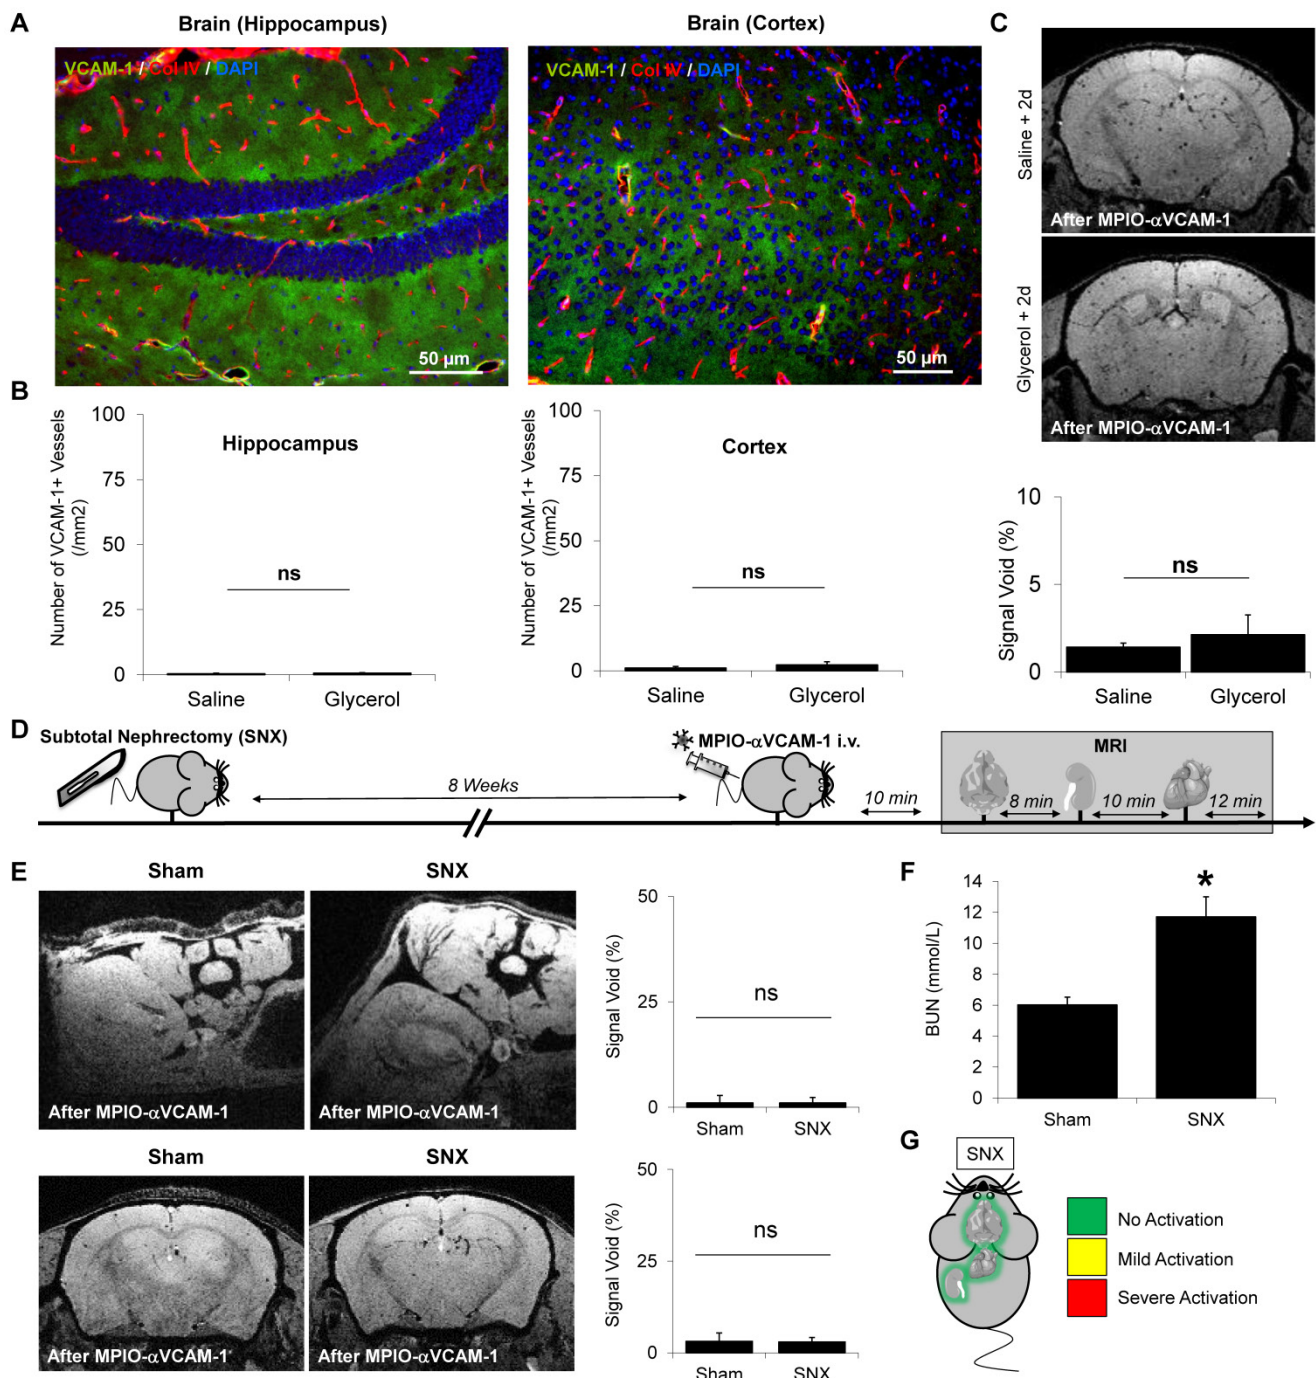 A
Brain (Hippocampus)
Brain (Cortex)
C
VCAM-1 / Col IV / DAPI
VCAM-1 / Col IV / DAPI
50 µm
50 µm
Saline + 2d
After MPIO-αVCAM-1
Glycerol + 2d
After MPIO-αVCAM-1
B
Number of VCAM-1+ Vessels
(/mm2)
100
75
50
25
0
Hippocampus
ns
Saline
Glycerol
Number of VCAM-1+ Vessels
(/mm2)
100
75
50
25
0
Cortex
ns
Saline
Glycerol
Signal Void (%)
10
5
0
ns
Saline
Glycerol
D
Subtotal Nephrectomy (SNX)
8 Weeks
MPIO-αVCAM-1 i.v.
10 min
MRI
8 min
10 min
12 min
E
Sham
SNX
After MPIO-αVCAM-1
After MPIO-αVCAM-1
Signal Void (%)
50
25
0
ns
Sham
SNX
Sham
SNX
After MPIO-αVCAM-1
After MPIO-αVCAM-1
Signal Void (%)
50
25
0
ns
Sham
SNX
F
BUN (mmol/L)
14
12
10
8
6
4
2
0
*
Sham
SNX
G
SNX
No Activation
Mild Activation
Severe Activation